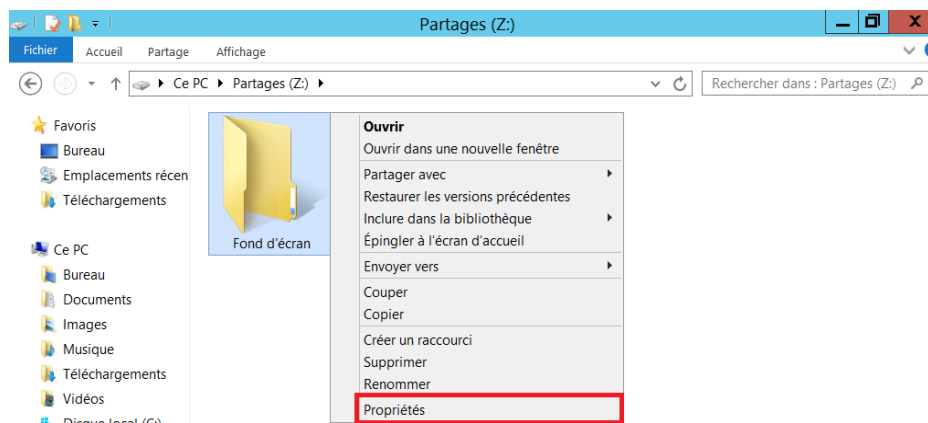 Partages (Z:)
Fichier Accueil Partage Affichage
Ce PC Partages (Z:) Rechercher dans : Partages (Z:)
Favoris
Bureau
Emplacements récen
Téléchargements
Ce PC
Bureau
Documents
Images
Musique
Téléchargements
Vidéos
Disque local (C:)
Fond d'écran
Ouvrir
Ouvrir dans une nouvelle fenêtre
Partager avec
Restaurer les versions précédentes
Inclure dans la bibliothèque
Épingler à l'écran d'accueil
Envoyer vers
Couper
Copier
Créer un raccourci
Supprimer
Renommer
Propriétés